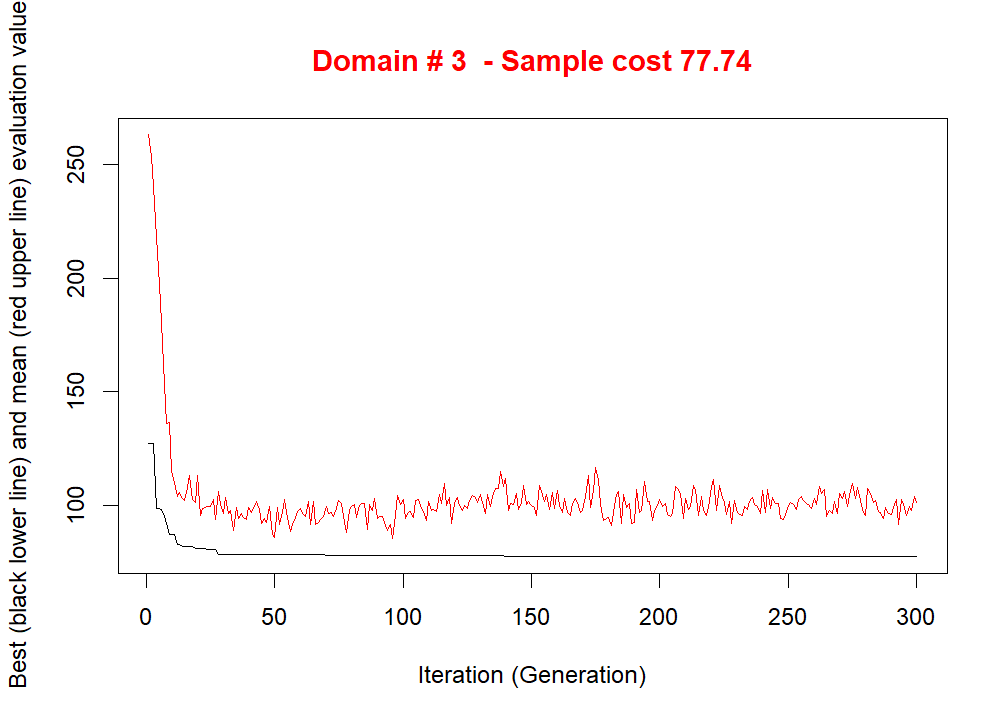 Domain # 3  - Sample cost 77.74
Best (black lower line) and mean (red upper line) evaluation value
250
200
150
100
0 50 100 150 200 250 300
Iteration (Generation)